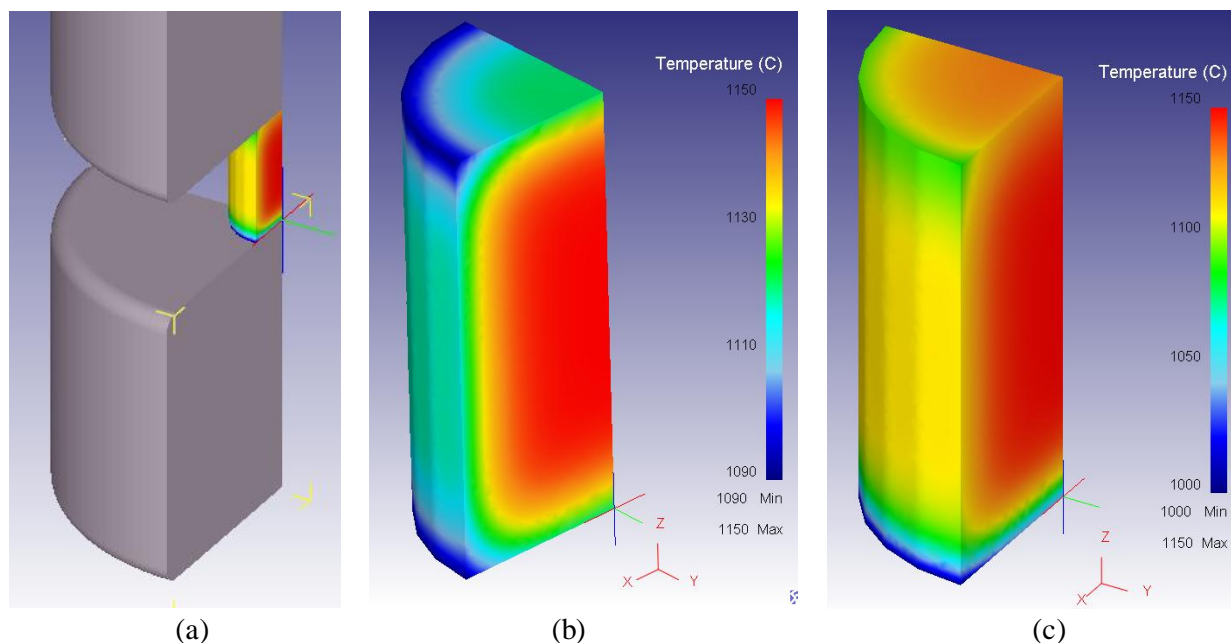 Temperature (C)
1150
1130
1110
1090
1090 Min
1150 Max
Z
X
Y
Temperature (C)
1150
1100
1050
1000
1000 Min
1150 Max
Z
X
Y
(a)
(b)
(c)